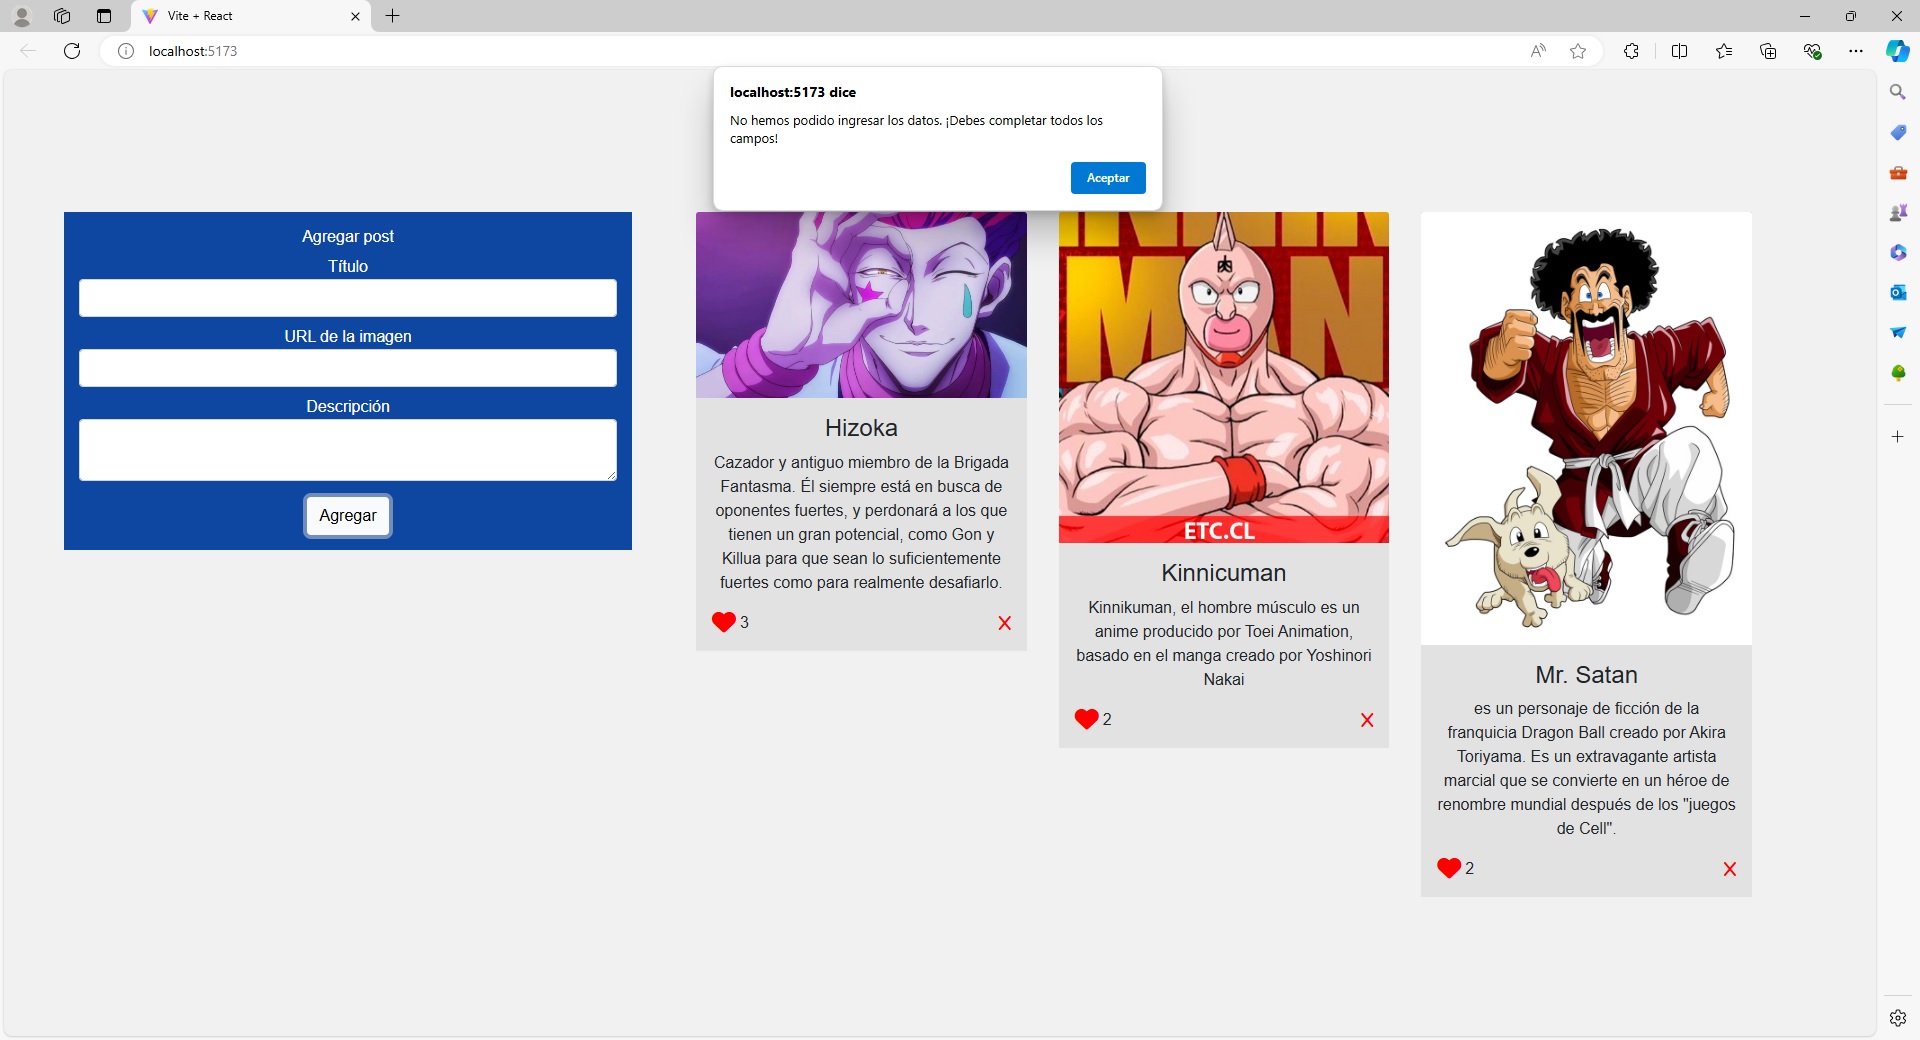 Vite + React
localhost:5173
localhost:5173 dice
No hemos podido ingresar los datos. ¡Debes completar todos los
campos!
Aceptar
Agregar post
Título
URL de la imagen
Descripción
Agregar
Hizoka
Cazador y antiguo miembro de la Brigada
Fantasma. Él siempre está en busca de
oponentes fuertes, y perdonará a los que
tienen un gran potencial, como Gon y
Killua para que sean lo suficientemente
fuertes como para realmente desafiarlo.
3
X
MAN
肉
ETC.CL
Kinnicuman
Kinnikuman, el hombre músculo es un
anime producido por Toei Animation,
basado en el manga creado por Yoshinori
Nakai
2
X
Mr. Satan
es un personaje de ficción de la
franquicia Dragon Ball creado por Akira
Toriyama. Es un extravagante artista
marcial que se convierte en un héroe de
renombre mundial después de los "juegos
de Cell".
2
X